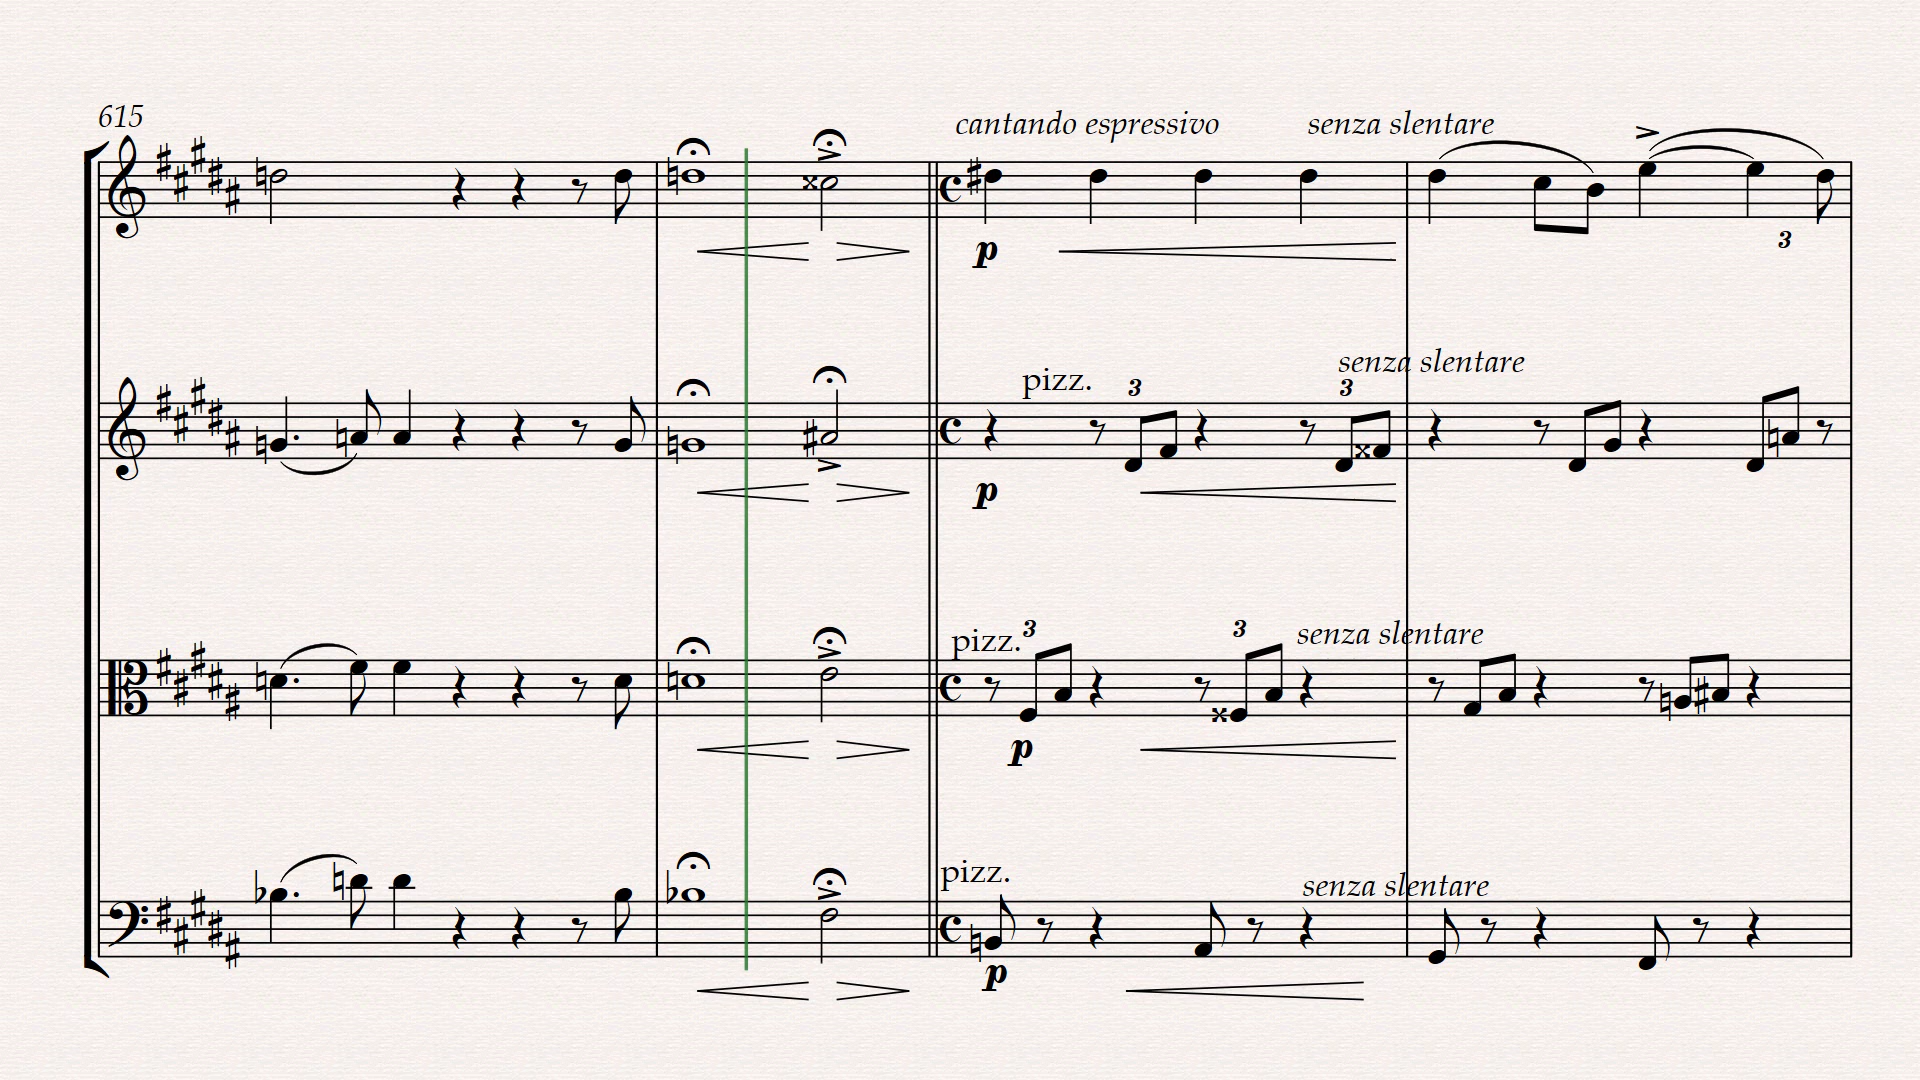 615
cantando espressivo senza slentare
p
3
senza slentare
pizz. 3 3
p
pizz. 3 3 senza slentare
p
pizz. senza slentare
p